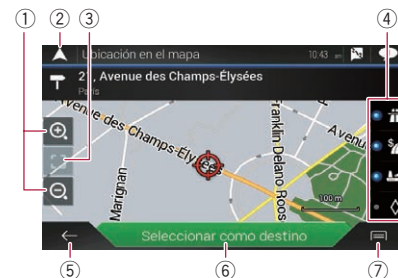 ① ② ③ ④
Ubicación en el mapa 10:43
21, Avenue des Champs-Élysées
París
Avenue des Champs-Élysées
Marignan
Franklin Delano Roos
Avenu
100 m
Seleccionar como destino
⑤ ⑥ ⑦